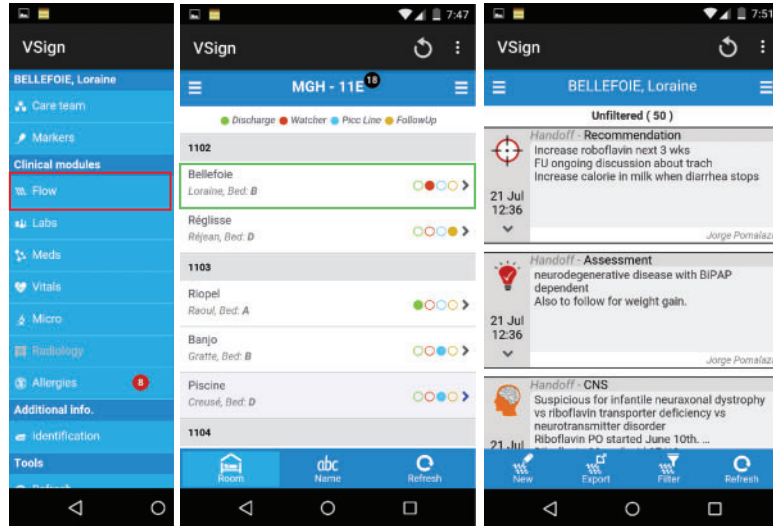 VSign
BELLEFOIE, Loraine
Care team
Markers
Clinical modules
Flow
Labs
Meds
Vitals
Micro
Radiology
Allergies 8
Additional info.
Identification
Tools
Refresh
7:47
VSign
MGH - 11E 18
Discharge Watcher Picc Line FollowUp
1102
Bellefoie
Loraine, Bed: B
Réglisse
Réjean, Bed: D
1103
Riopel
Raoul, Bed: A
Banjo
Gratte, Bed: B
Piscine
Creusé, Bed: D
1104
abc
Room Name Refresh
7:51
VSign
BELLEFOIE, Loraine
Unfiltered ( 50 )
Handoff - Recommendation
Increase roboflavin next 3 wks
FU ongoing discussion about trach
Increase calorie in milk when diarrhea stops
21 Jul
12:36
Jorge Pomalaz
Handoff - Assessment
neurodegenerative disease with BiPAP
dependent
Also to follow for weight gain.
21 Jul
12:36
Jorge Pomalaz
Handoff - CNS
Suspicious for infantile neuraxonal dystrophy
vs riboflavin transporter deficiency vs
neurotransmitter disorder
Riboflavin PO started June 10th. ...
21 Jul
New Export Filter Refresh